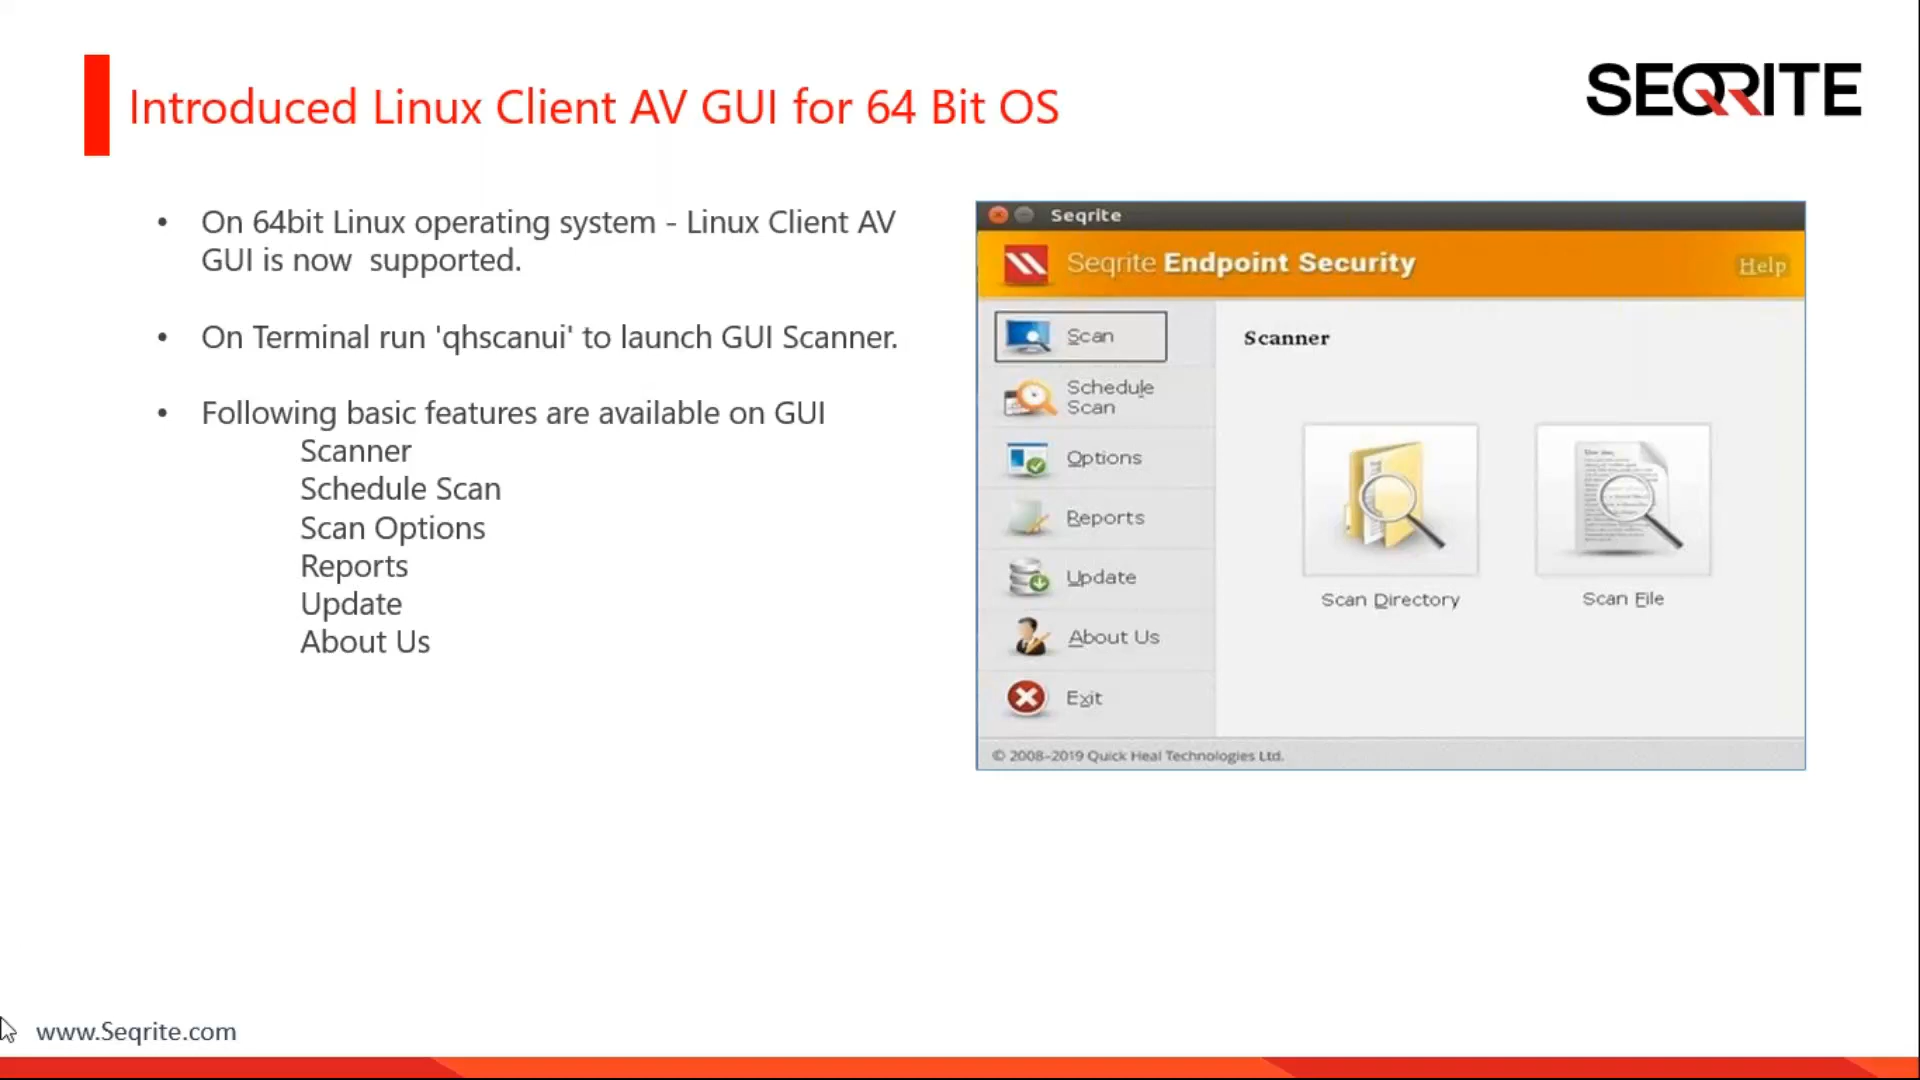 Introduced Linux Client AV GUI for 64 Bit OS
SEQRITE
• On 64bit Linux operating system - Linux Client AV
GUI is now  supported.
• On Terminal run 'qhscanui' to launch GUI Scanner.
• Following basic features are available on GUI
Scanner
Schedule Scan
Scan Options
Reports
Update
About Us
Seqrite
Seqrite Endpoint Security
Help
Scan
Schedule
Scan
Options
Reports
Update
About Us
Exit
Scanner
Scan Directory
Scan File
© 2008-2019 Quick Heal Technologies Ltd.
www.Seqrite.com